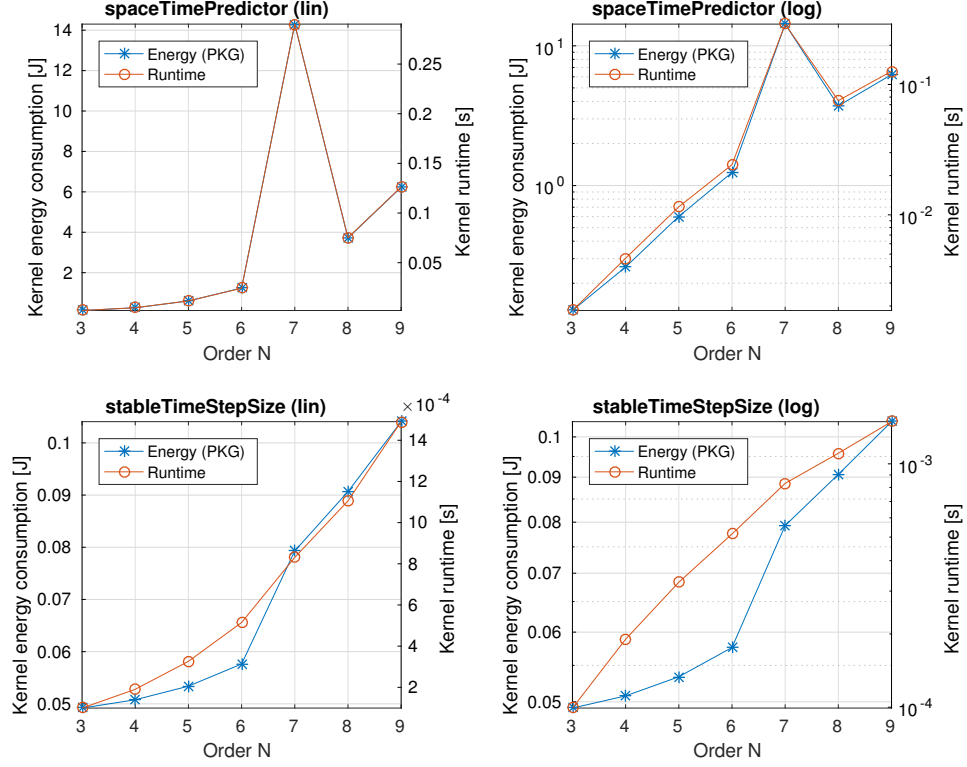 spaceTimePredictor (lin)
Kernel energy consumption [J]
14
12
10
8
6
4
2
Energy (PKG)
Runtime
0.25
0.2
0.15
0.1
0.05
Kernel runtime [s]
3 4 5 6 7 8 9
Order N
spaceTimePredictor (log)
Kernel energy consumption [J]
10^1
10^0
Energy (PKG)
Runtime
10^-1
10^-2
Kernel runtime [s]
3 4 5 6 7 8 9
Order N
stableTimeStepSize (lin)
× 10^-4
Kernel energy consumption [J]
0.1
0.09
0.08
0.07
0.06
0.05
Energy (PKG)
Runtime
14
12
10
8
6
4
2
Kernel runtime [s]
3 4 5 6 7 8 9
Order N
stableTimeStepSize (log)
Kernel energy consumption [J]
0.1
0.09
0.08
0.07
0.06
0.05
Energy (PKG)
Runtime
10^-3
10^-4
Kernel runtime [s]
3 4 5 6 7 8 9
Order N